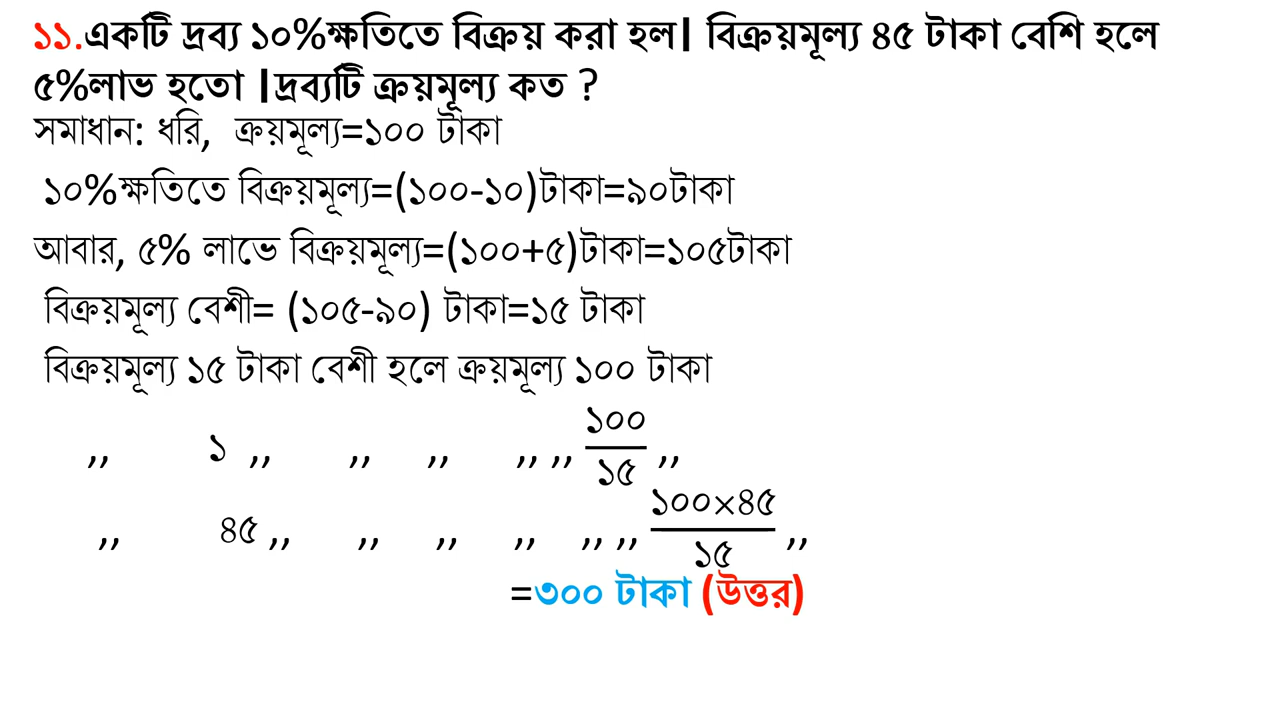 ১১.একটি দ্রব্য ১০%ক্ষতিতে বিক্রয় করা হল। বিক্রয়মূল্য ৪৫ টাকা বেশি হলে
৫%লাভ হতো ।দ্রব্যটি ক্রয়মূল্য কত ?
সমাধান: ধরি, ক্রয়মূল্য=১০০ টাকা
১০%ক্ষতিতে বিক্রয়মূল্য=(১০০-১০)টাকা=৯০টাকা
আবার, ৫% লাভে বিক্রয়মূল্য=(১০০+৫)টাকা=১০৫টাকা
বিক্রয়মূল্য বেশী= (১০৫-৯০) টাকা=১৫ টাকা
বিক্রয়মূল্য ১৫ টাকা বেশী হলে ক্রয়মূল্য ১০০ টাকা
,, ১ ,, ,, ,, ,, ,, ১০০/১৫ ,,
,, ৪৫ ,, ,, ,, ,, ,, ,, ১০০×৪৫/১৫ ,,
=৩০০ টাকা (উত্তর)